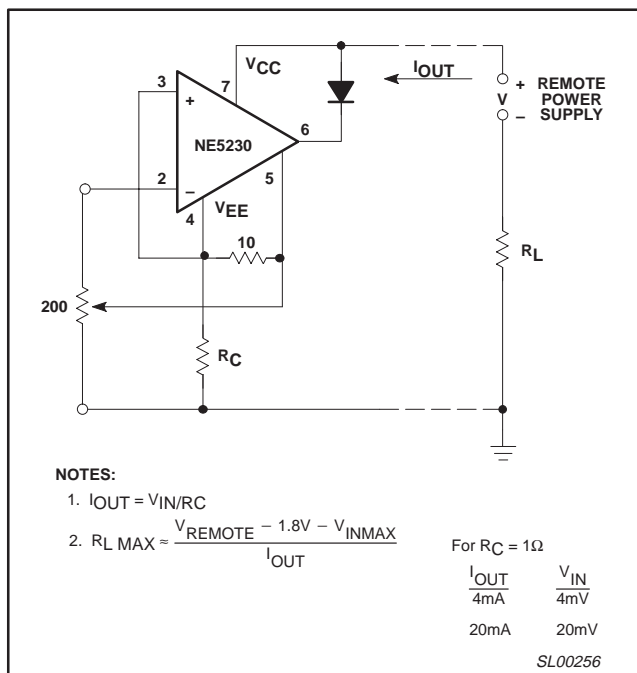 VCC
IOUT
3
7
+
NE5230
6
+ REMOTE
V POWER
− SUPPLY
2
−
5
VEE
4
10
RL
200
RC
NOTES:
1. IOUT = VIN/RC
2. RL MAX ≈ VREMOTE − 1.8V − VINMAX
IOUT
For RC = 1Ω
IOUT VIN
4mA 4mV
20mA 20mV
SL00256